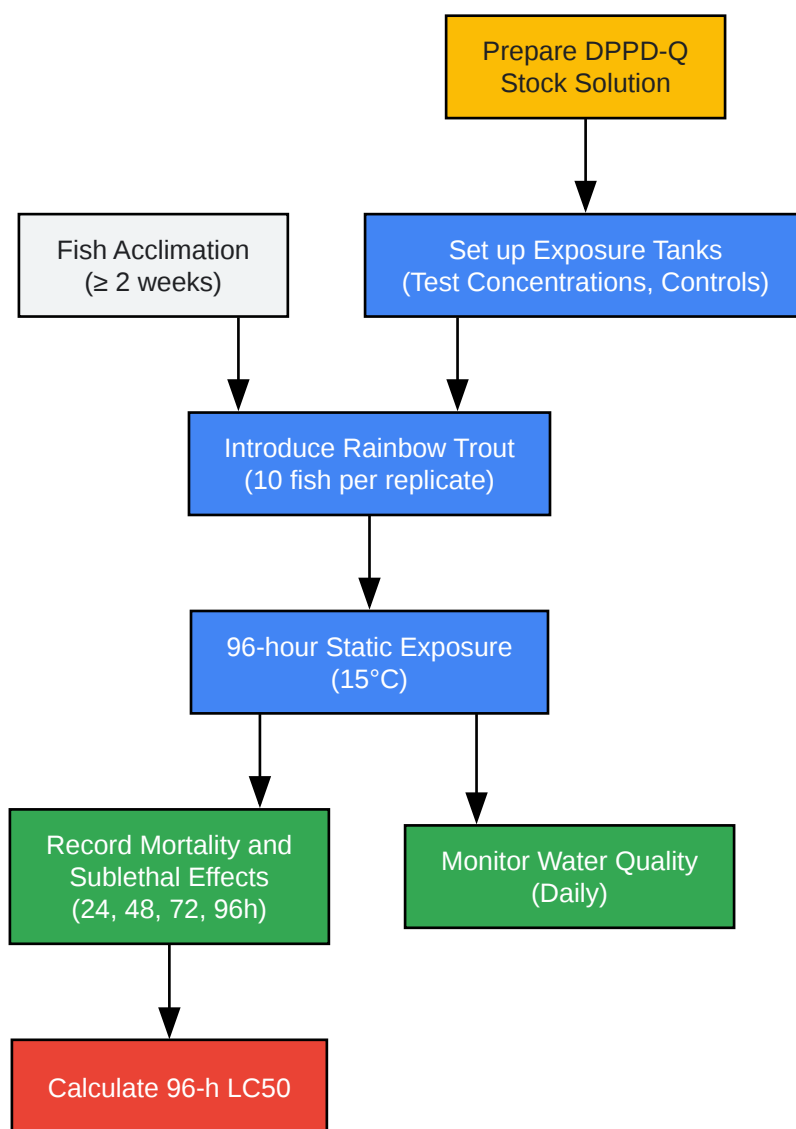 Prepare DPPD-Q
Stock Solution
Fish Acclimation
(≥ 2 weeks)
Set up Exposure Tanks
(Test Concentrations, Controls)
Introduce Rainbow Trout
(10 fish per replicate)
96-hour Static Exposure
(15°C)
Record Mortality and
Sublethal Effects
(24, 48, 72, 96h)
Monitor Water Quality
(Daily)
Calculate 96-h LC50